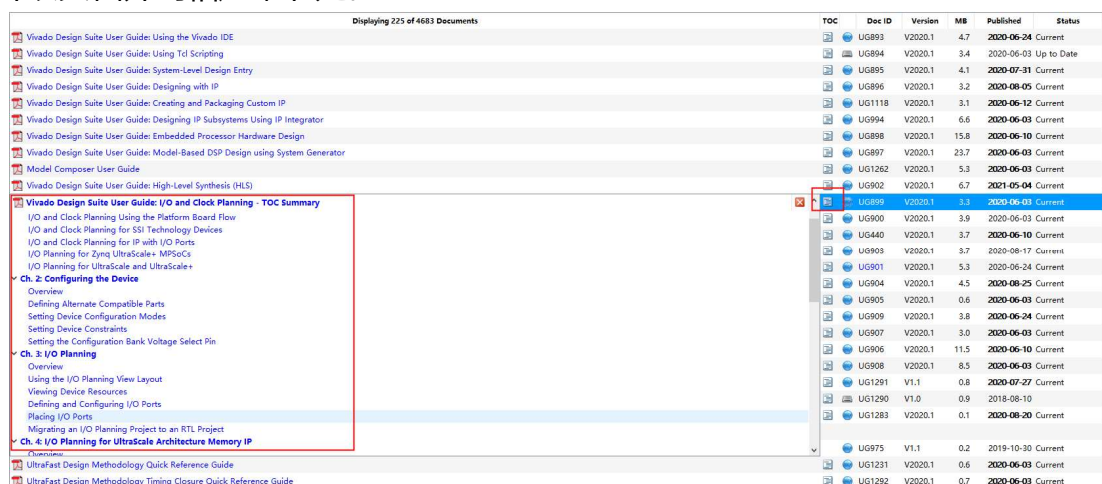 Displaying 225 of 4683 Documents TOC Doc ID Version MB Published Status
Vivado Design Suite User Guide: Using the Vivado IDE UG893 V2020.1 4.7 2020-06-24 Current
Vivado Design Suite User Guide: Using Tcl Scripting UG894 V2020.1 3.4 2020-06-03 Up to Date
Vivado Design Suite User Guide: System-Level Design Entry UG895 V2020.1 4.1 2020-07-31 Current
Vivado Design Suite User Guide: Designing with IP UG896 V2020.1 3.2 2020-08-05 Current
Vivado Design Suite User Guide: Creating and Packaging Custom IP UG1118 V2020.1 3.1 2020-06-12 Current
Vivado Design Suite User Guide: Designing IP Subsystems Using IP Integrator UG994 V2020.1 6.6 2020-06-03 Current
Vivado Design Suite User Guide: Embedded Processor Hardware Design UG898 V2020.1 15.8 2020-06-10 Current
Vivado Design Suite User Guide: Model-Based DSP Design using System Generator UG897 V2020.1 23.7 2020-06-03 Current
Model Composer User Guide UG1262 V2020.1 5.3 2020-06-03 Current
Vivado Design Suite User Guide: High-Level Synthesis (HLS) UG902 V2020.1 6.7 2021-05-04 Current
Vivado Design Suite User Guide: I/O and Clock Planning - TOC Summary UG899 V2020.1 3.3 2020-06-03 Current
I/O and Clock Planning Using the Platform Board Flow UG900 V2020.1 3.9 2020-06-03 Current
I/O and Clock Planning for SSI Technology Devices UG440 V2020.1 3.7 2020-06-10 Current
I/O and Clock Planning for IP with I/O Ports
I/O Planning for Zynq UltraScale+ MPSoCs UG903 V2020.1 3.7 2020-08-17 Current
I/O Planning for UltraScale and UltraScale+ UG901 V2020.1 5.3 2020-06-24 Current
Ch. 2: Configuring the Device
Overview UG904 V2020.1 4.5 2020-08-25 Current
Defining Alternate Compatible Parts UG905 V2020.1 0.6 2020-06-03 Current
Setting Device Configuration Modes UG909 V2020.1 3.8 2020-06-24 Current
Setting Device Constraints
Setting the Configuration Bank Voltage Select Pin UG907 V2020.1 3.0 2020-06-03 Current
Ch. 3: I/O Planning UG906 V2020.1 11.5 2020-06-10 Current
Overview UG908 V2020.1 8.5 2020-06-03 Current
Using the I/O Planning View Layout UG1291 V1.1 0.8 2020-07-27 Current
Viewing Device Resources
Defining and Configuring I/O Ports UG1290 V1.0 0.9 2018-08-10
Placing I/O Ports UG1283 V2020.1 0.1 2020-08-20 Current
Migrating an I/O Planning Project to an RTL Project
Ch. 4: I/O Planning for UltraScale Architecture Memory IP
Overview UG975 V1.1 0.2 2019-10-30 Current
UltraFast Design Methodology Quick Reference Guide UG1231 V2020.1 0.6 2020-06-03 Current
UltraFast Design Methodology Timing Closure Quick Reference Guide UG1292 V2020.1 0.7 2020-06-03 Current